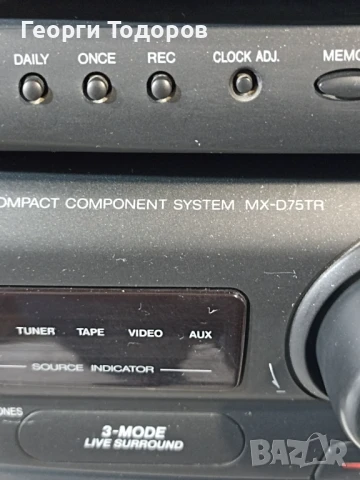 Георги Тодоров
DAILY ONCE REC CLOCK ADJ.
COMPACT COMPONENT SYSTEM MX-D75TR
TUNER TAPE VIDEO AUX
SOURCE INDICATOR
3-MODE
LIVE SURROUND
BAZAR